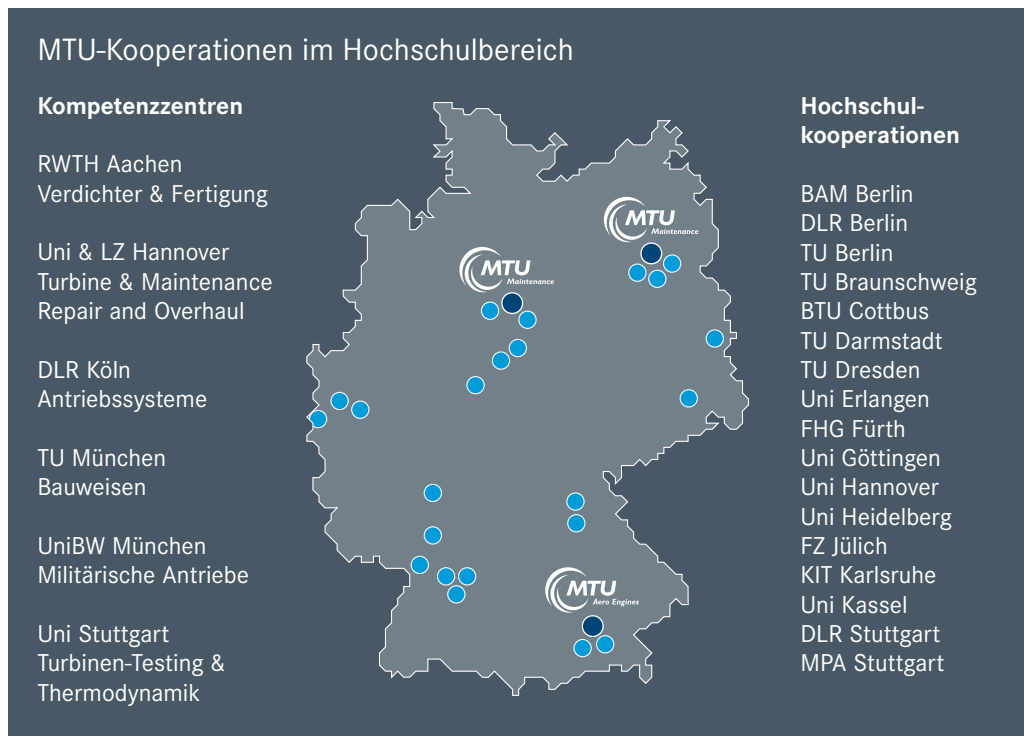 MTU-Kooperationen im Hochschulbereich
Kompetenzzentren
RWTH Aachen
Verdichter & Fertigung
Uni & LZ Hannover
Turbine & Maintenance
Repair and Overhaul
DLR Köln
Antriebssysteme
TU München
Bauweisen
UniBW München
Militärische Antriebe
Uni Stuttgart
Turbinen-Testing &
Thermodynamik
MTU
Maintenance
MTU
Maintenance
MTU
Aero Engines
Hochschul-
kooperationen
BAM Berlin
DLR Berlin
TU Berlin
TU Braunschweig
BTU Cottbus
TU Darmstadt
TU Dresden
Uni Erlangen
FHG Fürth
Uni Göttingen
Uni Hannover
Uni Heidelberg
FZ Jülich
KIT Karlsruhe
Uni Kassel
DLR Stuttgart
MPA Stuttgart